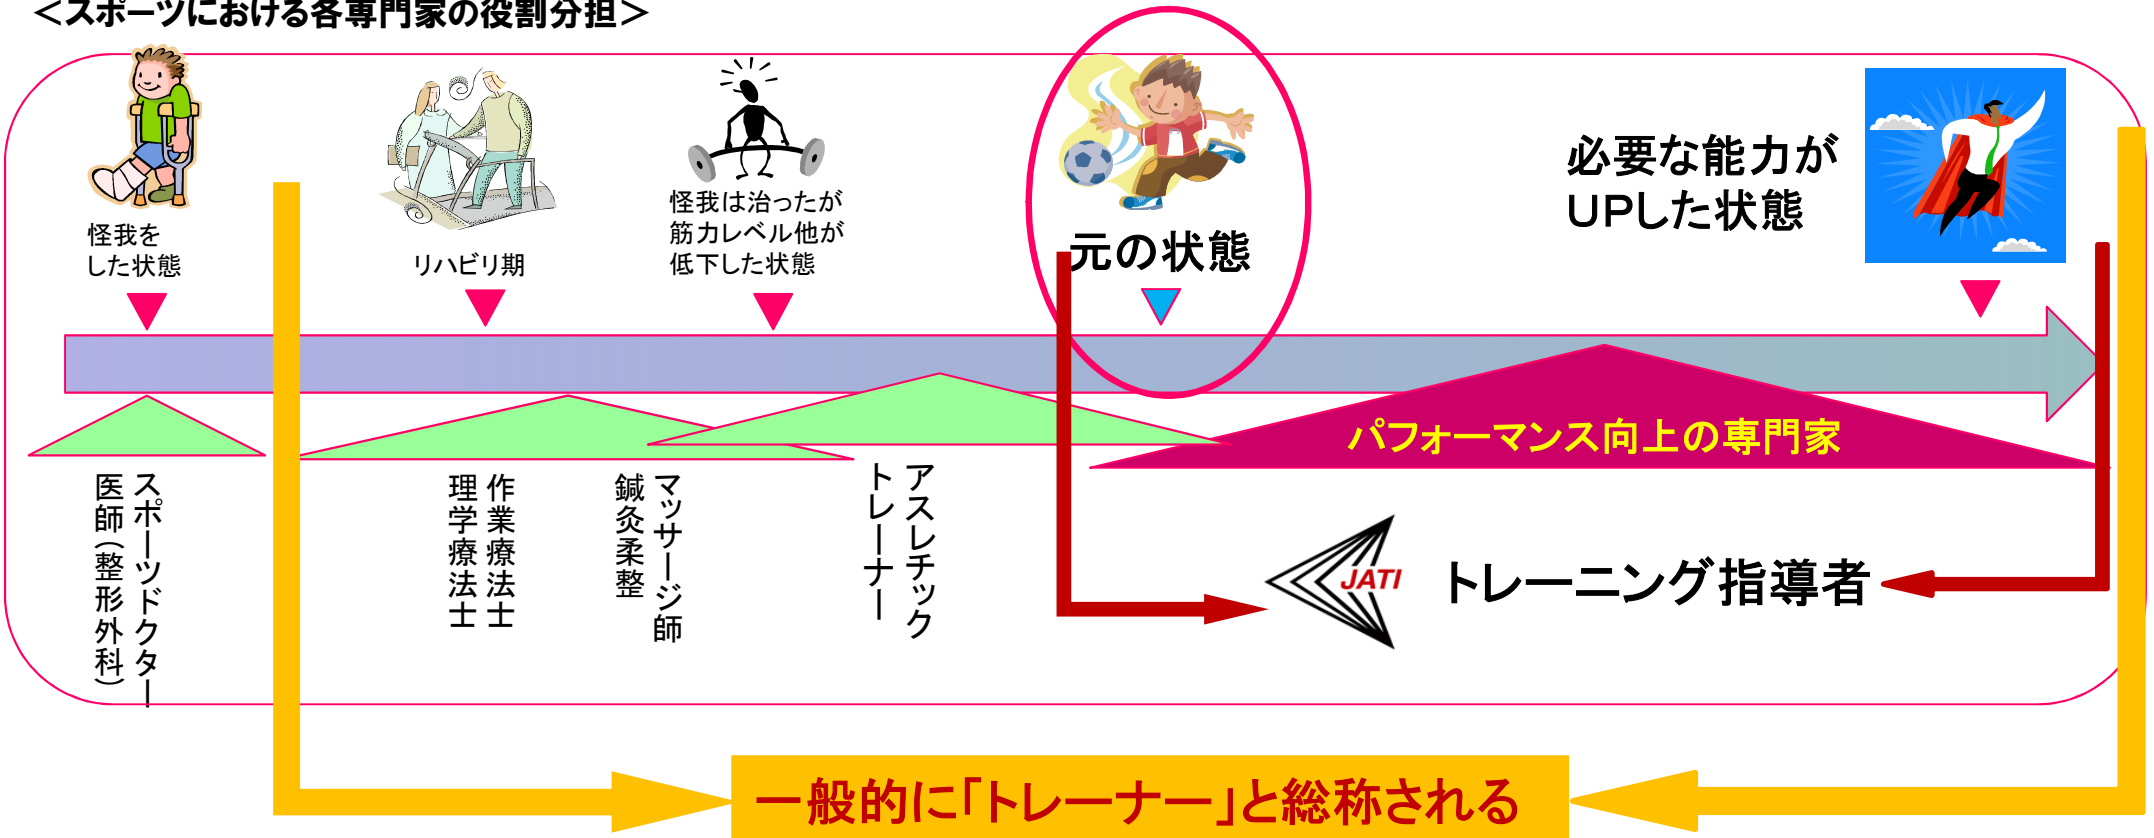 ＜スポーツにおける各専門家の役割分担＞
怪我を
した状態
リハビリ期
怪我は治ったが
筋力レベル他が
低下した状態
元の状態
必要な能力が
UPした状態
パフォーマンス向上の専門家
スポーツドクター
医師（整形外科）
作業療法士
理学療法士
マッサージ師
鍼灸柔整
アスレチック
トレーナー
JATI
トレーニング指導者
一般的に｢トレーナー｣と総称される